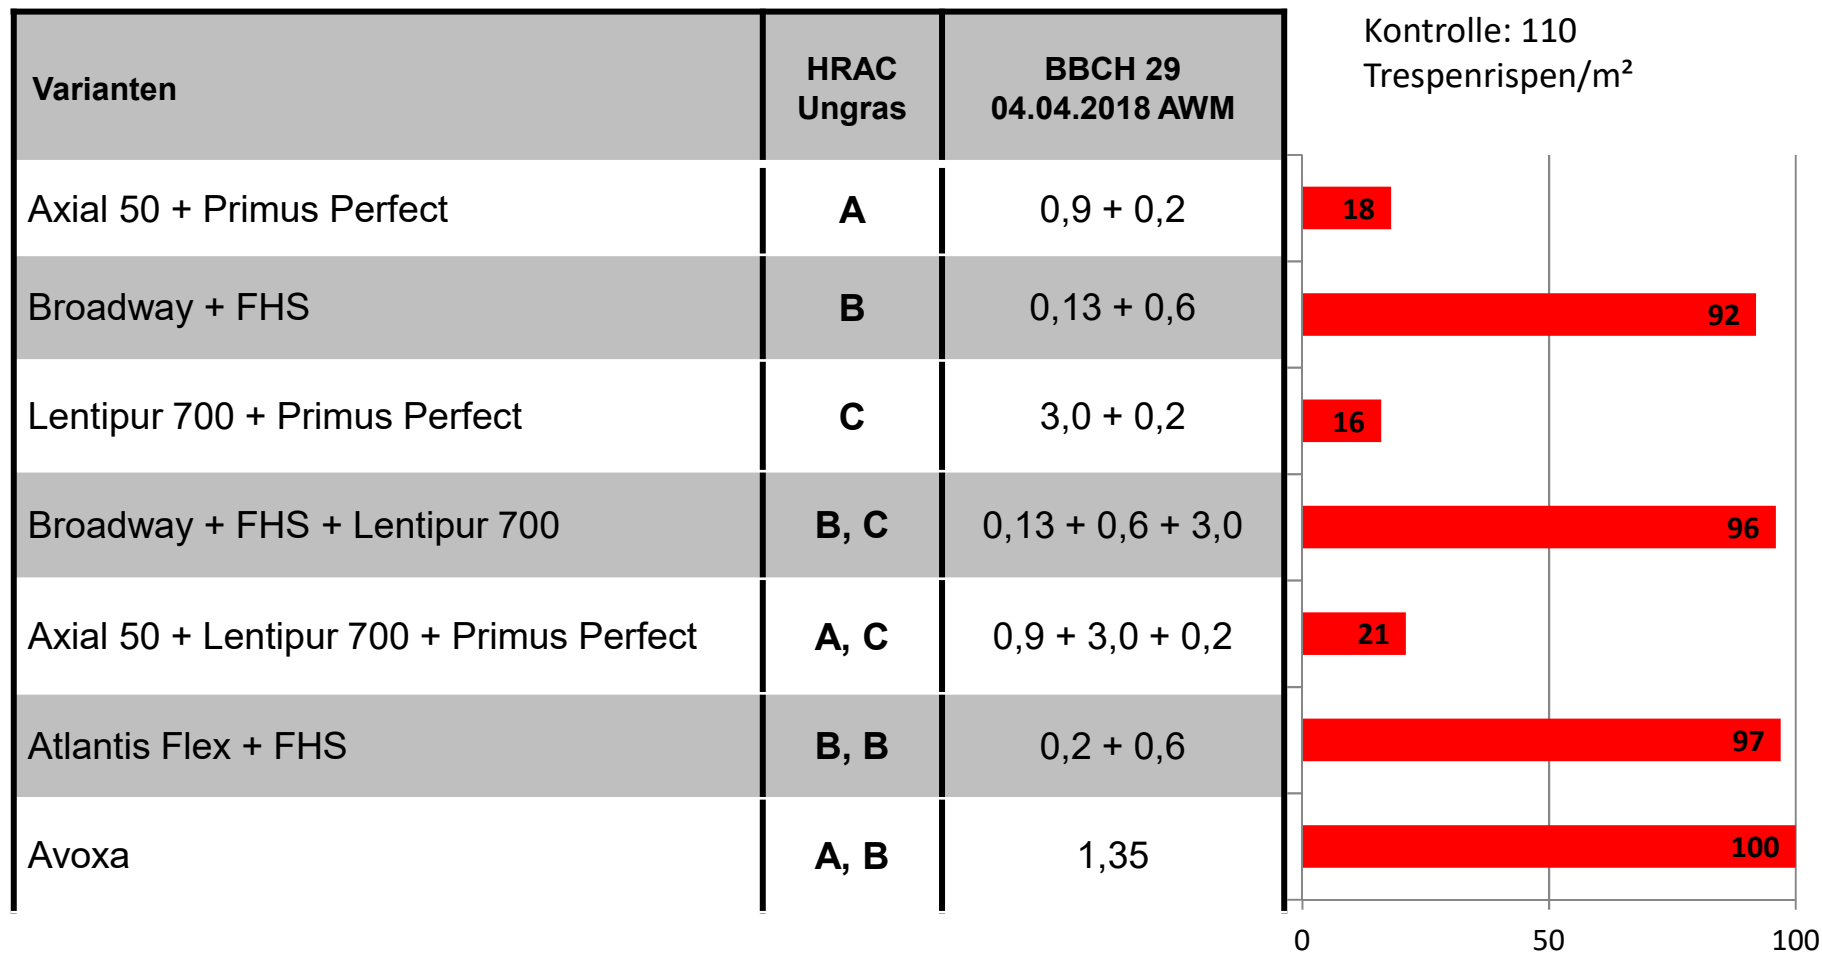 Varianten
HRAC
Ungras
BBCH 29
04.04.2018 AWM
Kontrolle: 110
Trespenrispen/m²
Axial 50 + Primus Perfect A 0,9 + 0,2 18
Broadway + FHS B 0,13 + 0,6 92
Lentipur 700 + Primus Perfect C 3,0 + 0,2 16
Broadway + FHS + Lentipur 700 B, C 0,13 + 0,6 + 3,0 96
Axial 50 + Lentipur 700 + Primus Perfect A, C 0,9 + 3,0 + 0,2 21
Atlantis Flex + FHS B, B 0,2 + 0,6 97
Avoxa A, B 1,35 100
0 50 100